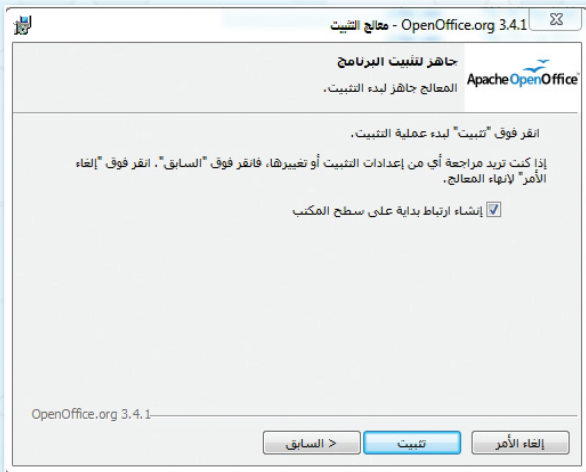 OpenOffice.org 3.4.1 - معالج التثبيت
جاهز لتثبيت البرنامج
المعالج جاهز لبدء التثبيت.
Apache OpenOffice
انقر فوق "تثبيت" لبدء عملية التثبيت.
إذا كنت تريد مراجعة أي من إعدادات التثبيت أو تغييرها، فانقر فوق "السابق". انقر فوق "إلغاء
الأمر" لإنهاء المعالج.
إنشاء ارتباط بداية على سطح المكتب
OpenOffice.org 3.4.1
إلغاء الأمر
تثبيت
< السابق